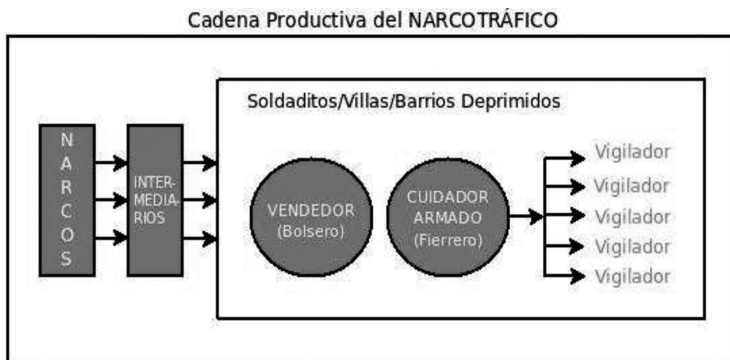 Cadena Productiva del NARCOTRÁFICO
Soldaditos/Villas/Barrios Deprimidos
NARCOS
INTER-
MEDIA-
RIOS
VENDEDOR
(Bolsero)
CUIDADOR
ARMADO
(Fierrero)
Vigilador
Vigilador
Vigilador
Vigilador
Vigilador